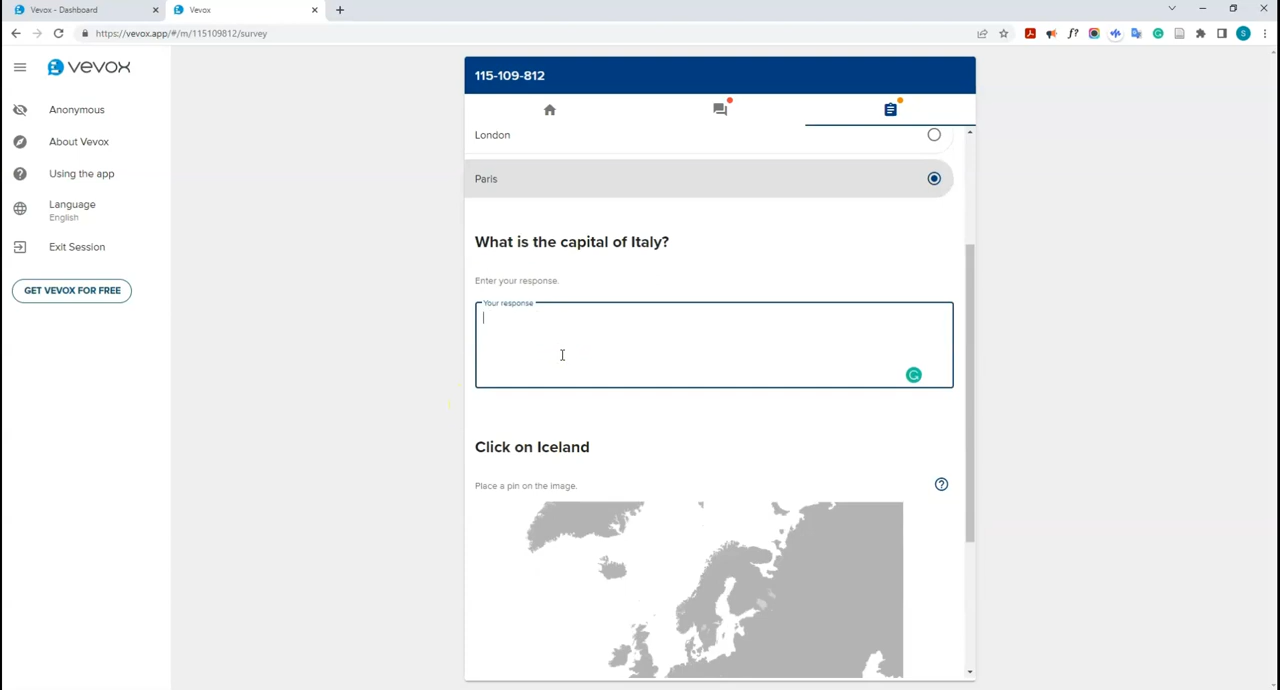 Vevox - Dashboard
Vevox
https://vevox.app/#/m/115109812/survey
vevox
Anonymous
About Vevox
Using the app
Language
English
Exit Session
GET VEVOX FOR FREE
115-109-812
London
Paris
What is the capital of Italy?
Enter your response.
Your response
Click on Iceland
Place a pin on the image.